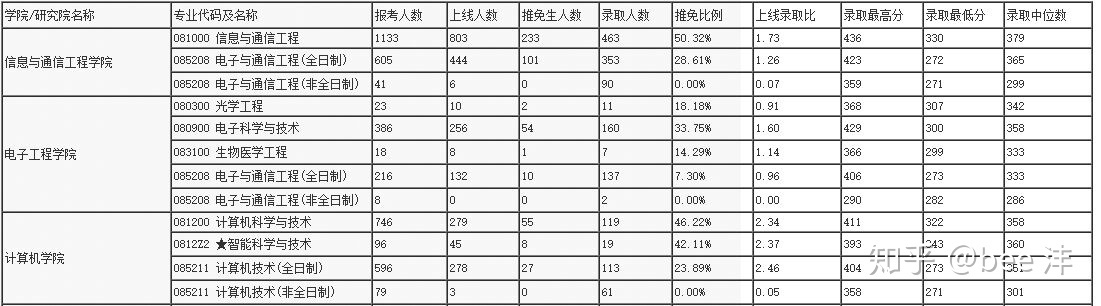 学院/研究院名称 专业代码及名称 报考人数 上线人数 推免生人数 录取人数 推免比例 上线录取比 录取最高分 录取最低分 录取中位数
信息与通信工程学院 081000 信息与通信工程 1133 803 233 463 50.32% 1.73 436 330 379
085208 电子与通信工程(全日制) 605 444 101 353 28.61% 1.26 423 272 365
085208 电子与通信工程(非全日制) 41 6 0 90 0.00% 0.07 359 271 299
电子工程学院 080300 光学工程 23 10 2 11 18.18% 0.91 368 307 342
080900 电子科学与技术 386 256 54 160 33.75% 1.60 429 300 358
083100 生物医学工程 18 8 1 7 14.29% 1.14 366 299 333
085208 电子与通信工程(全日制) 216 132 10 137 7.30% 0.96 406 273 333
085208 电子与通信工程(非全日制) 8 0 0 2 0.00% 0.00 290 282 286
计算机学院 081200 计算机科学与技术 746 279 55 119 46.22% 2.34 411 322 358
0812Z2 ★智能科学与技术 96 45 8 19 42.11% 2.37 393 343 360
085211 计算机技术(全日制) 596 278 27 113 23.89% 2.46 404 273
085211 计算机技术(非全日制) 79 3 0 61 0.00% 0.05 358 271 301
知乎 @bee 沣